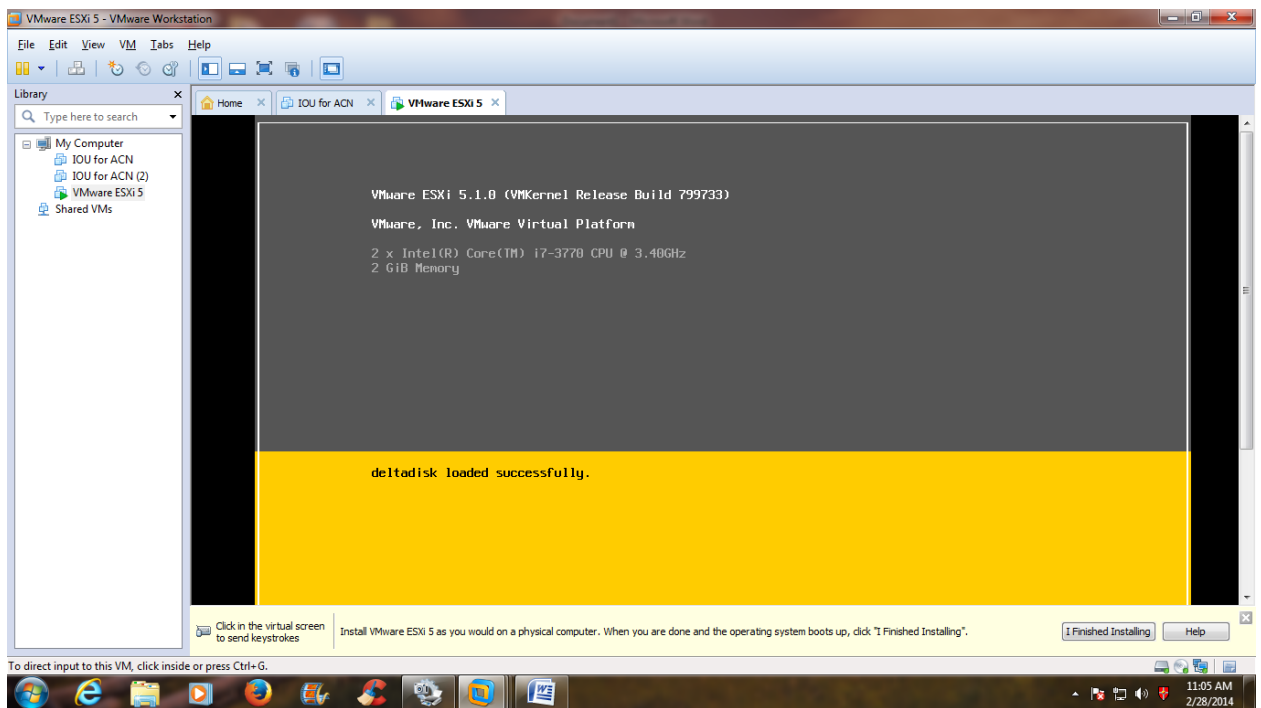 VMware ESXi 5 - VMware Workstation
File Edit View VM Tabs Help
Library
Type here to search
My Computer
IOU for ACN
IOU for ACN (2)
VMware ESXi 5
Shared VMs
Home
IOU for ACN
VMware ESXi 5
VMware ESXi 5.1.0 (VMKernel Release Build 799733)
VMware, Inc. VMware Virtual Platform
2 x Intel(R) Core(TM) i7-3770 CPU @ 3.40GHz
2 GiB Memory
deltadisk loaded successfully.
Click in the virtual screen
to send keystrokes
Install VMware ESXi 5 as you would on a physical computer. When you are done and the operating system boots up, click "I Finished Installing".
I Finished Installing
Help
To direct input to this VM, click inside or press Ctrl+G.
11:05 AM
2/28/2014